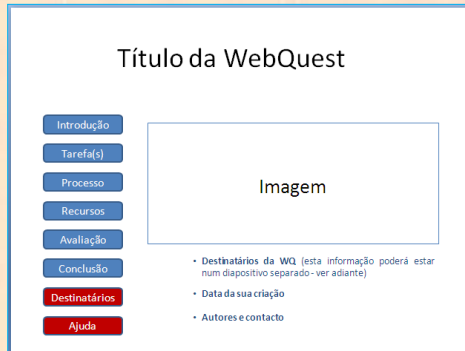 Título da WebQuest
Introdução
Tarefa(s)
Processo
Recursos
Avaliação
Conclusão
Destinatários
Ajuda
Imagem
• Destinatários da WQ (esta informação poderá estar
num diapositivo separado - ver adiante)
• Data da sua criação
• Autores e contacto